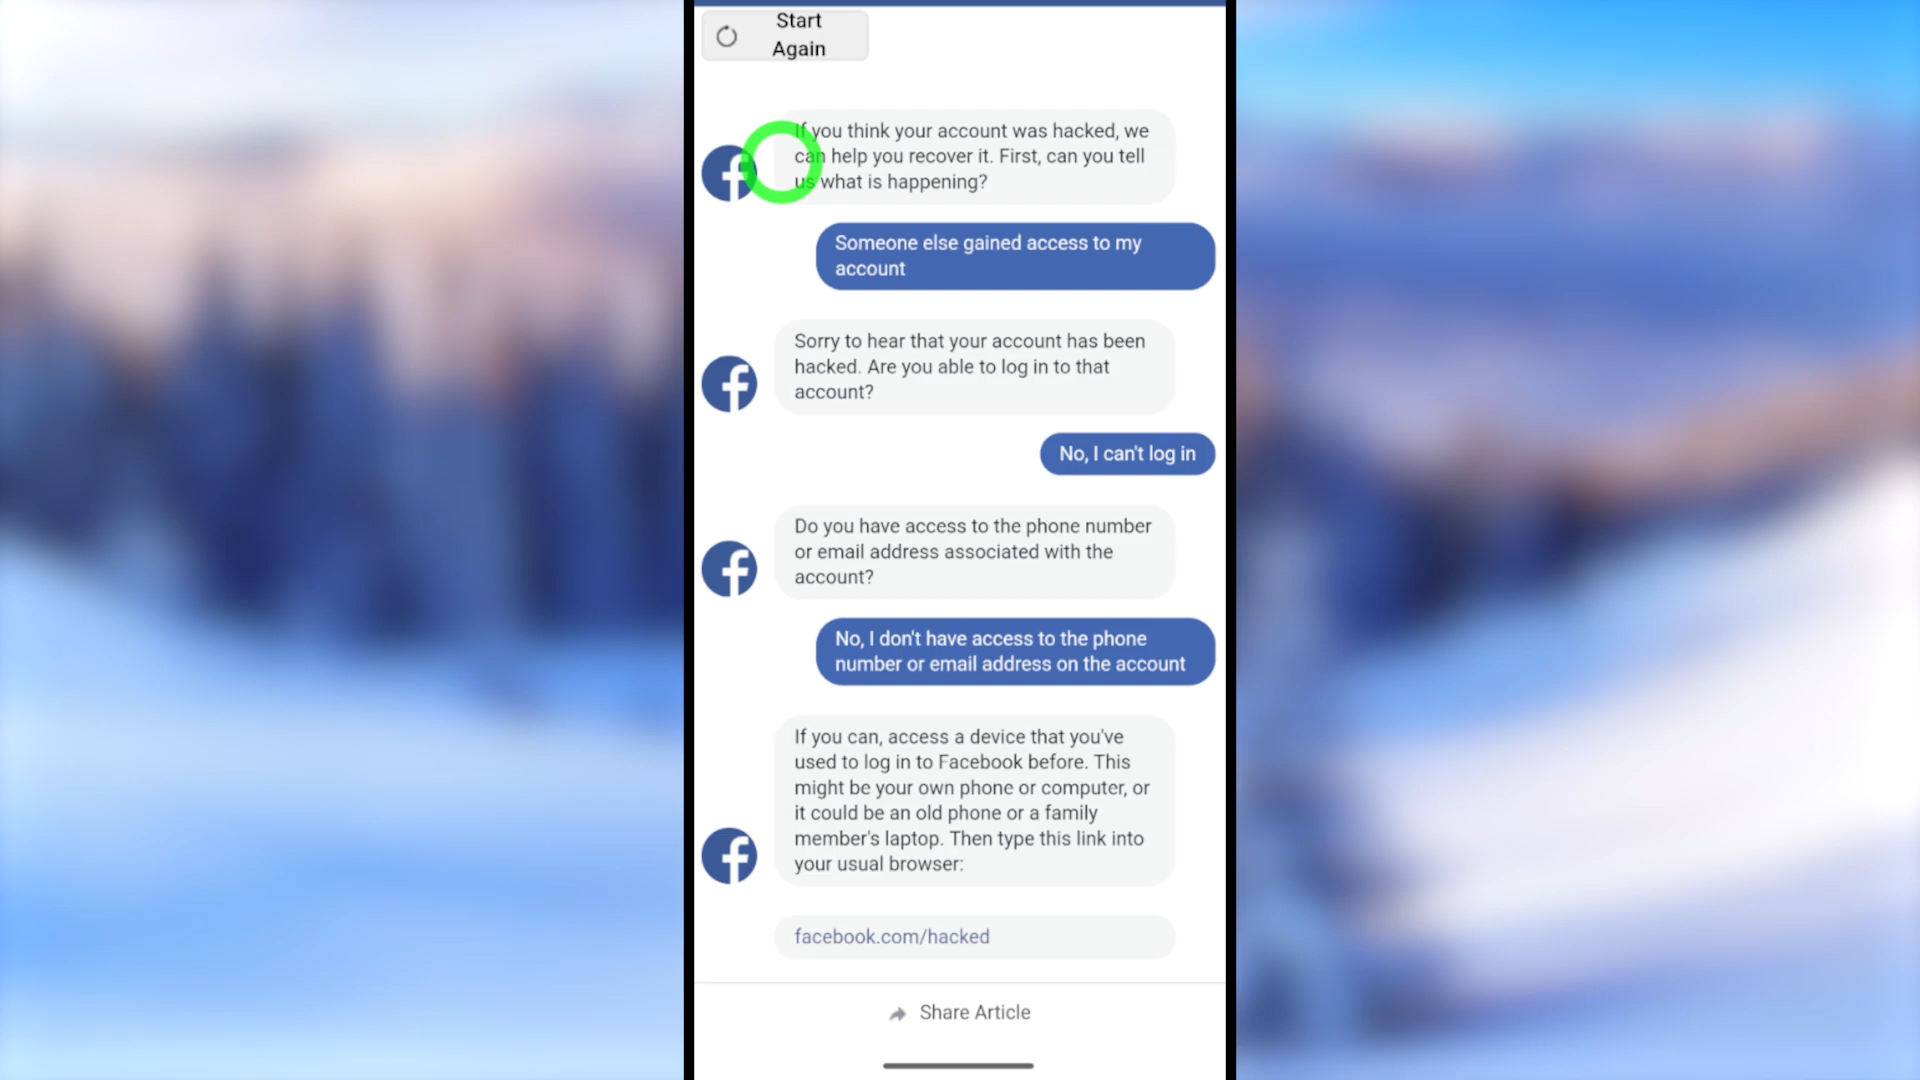 Start
Again
If you think your account was hacked, we
can help you recover it. First, can you tell
us what is happening?
Someone else gained access to my
account
Sorry to hear that your account has been
hacked. Are you able to log in to that
account?
No, I can't log in
Do you have access to the phone number
or email address associated with the
account?
No, I don't have access to the phone
number or email address on the account
If you can, access a device that you've
used to log in to Facebook before. This
might be your own phone or computer, or
it could be an old phone or a family
member's laptop. Then type this link into
your usual browser:
facebook.com/hacked
Share Article